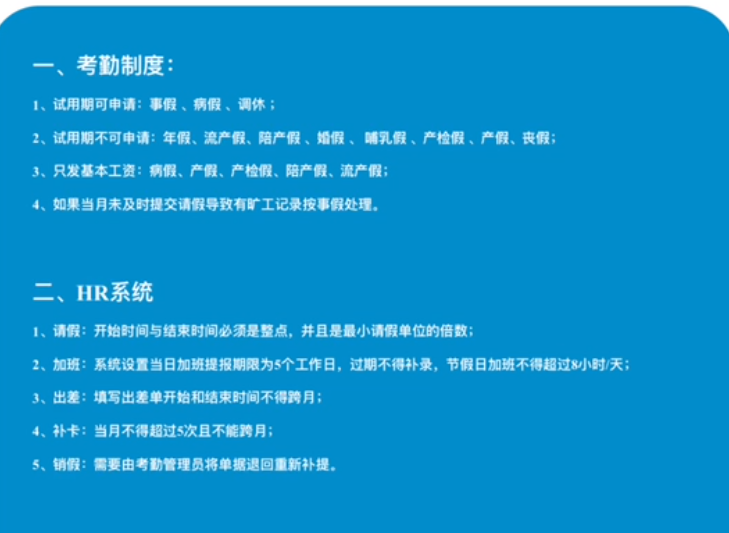 一、考勤制度：
1、试用期可申请：事假 、病假 、调休 ；
2、试用期不可申请：年假、流产假、陪产假 、婚假 、 哺乳假 、产检假 、产假、丧假；
3、只发基本工资：病假、产假、产检假、陪产假、流产假；
4、如果当月未及时提交请假导致有旷工记录按事假处理。
二、HR系统
1、请假：开始时间与结束时间必须是整点，并且是最小请假单位的倍数；
2、加班：系统设置当日加班提报期限为5个工作日，过期不得补录，节假日加班不得超过8小时/天；
3、出差：填写出差单开始和结束时间不得跨月；
4、补卡：当月不得超过5次且不能跨月；
5、销假：需要由考勤管理员将单据退回重新补提。